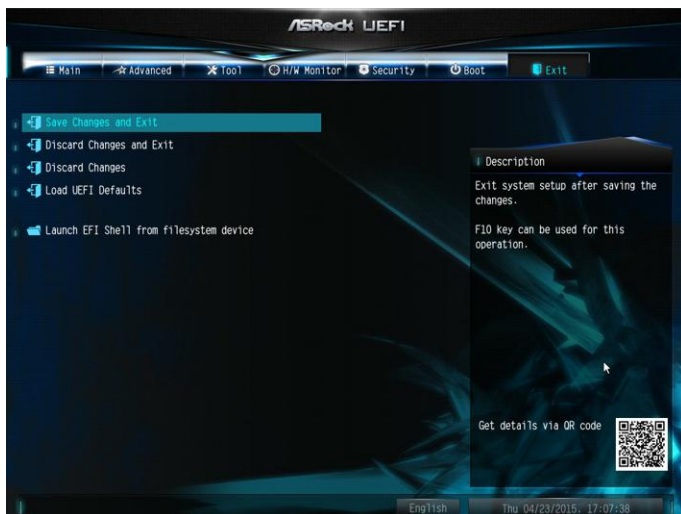 ASRock UEFI
Main Advanced Tool H/W Monitor Security Boot Exit
Save Changes and Exit
Discard Changes and Exit
Discard Changes
Load UEFI Defaults
Launch EFI Shell from filesystem device
Description
Exit system setup after saving the
changes.
F10 key can be used for this
operation.
Get details via QR code
English Thu 04/23/2015. 17:07:38